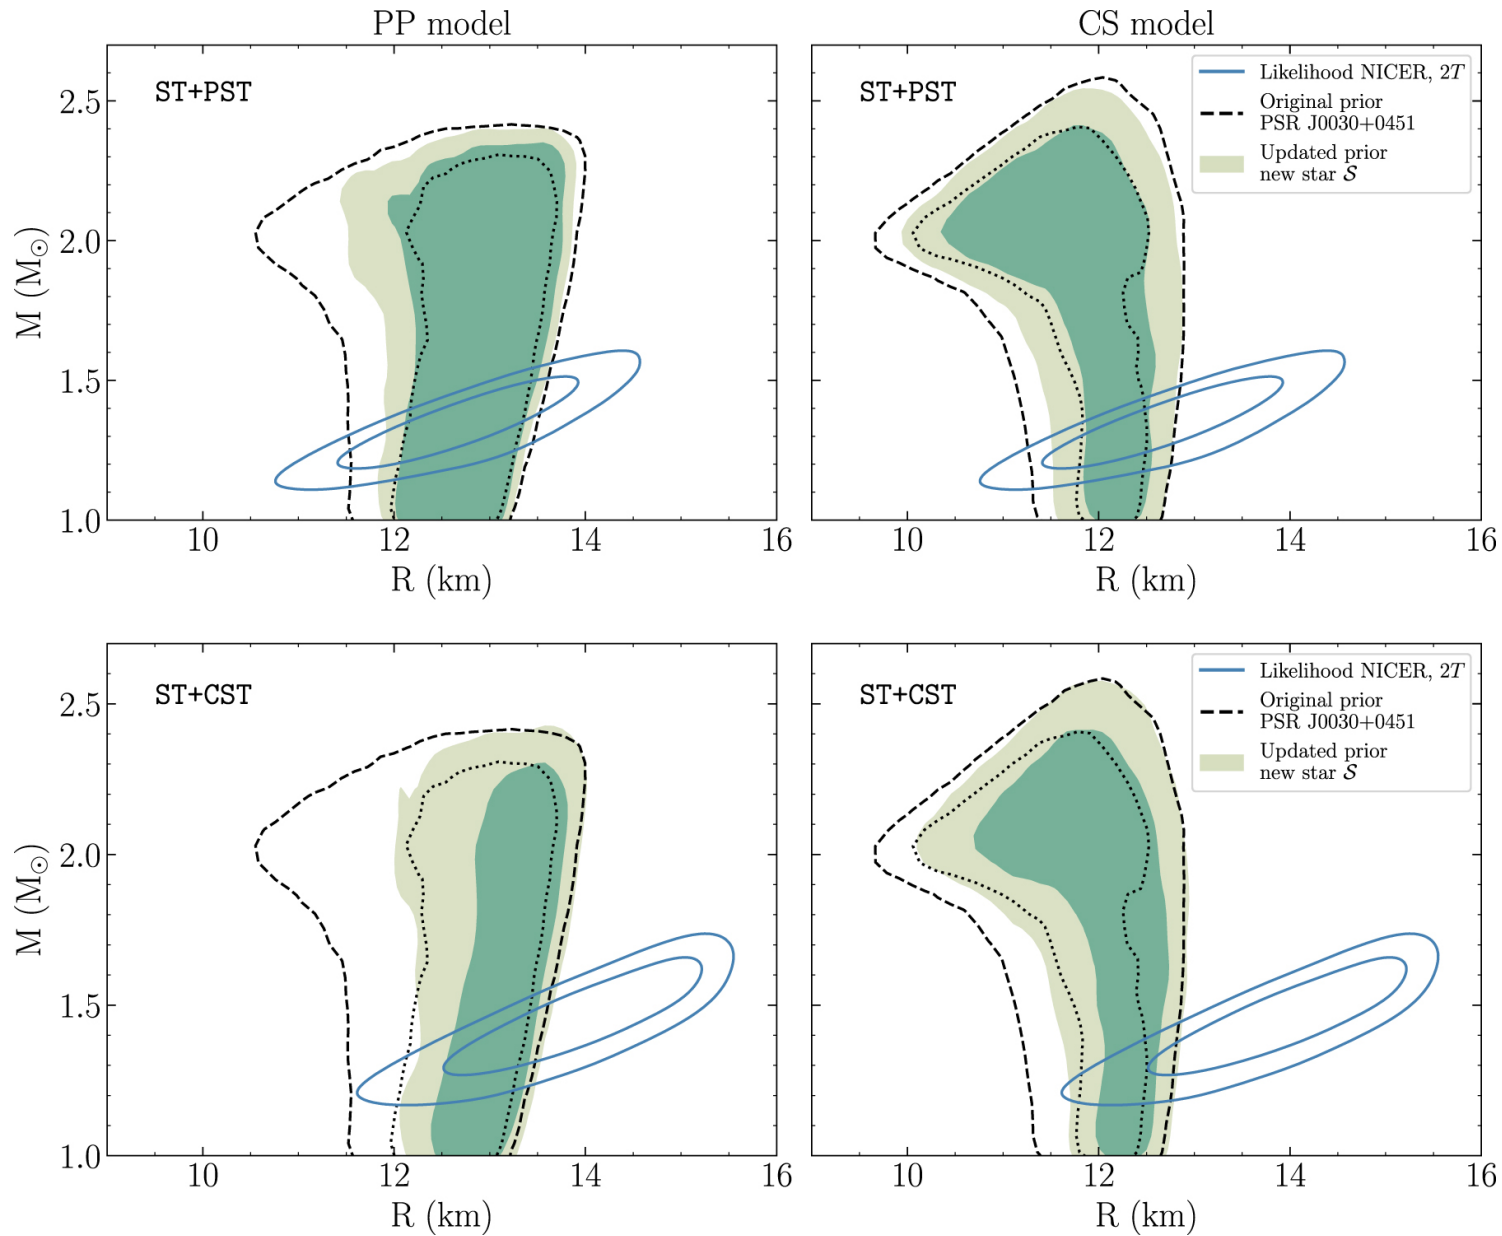 PP model
CS model
ST+PST
ST+PST
Likelihood NICER, 2T
Original prior
PSR J0030+0451
Updated prior
new star 𝒮
2.5
2.0
1.5
1.0
M (M⊙)
10 12 14 16
10 12 14 16
R (km)
R (km)
ST+CST
ST+CST
Likelihood NICER, 2T
Original prior
PSR J0030+0451
Updated prior
new star 𝒮
2.5
2.0
1.5
1.0
M (M⊙)
10 12 14 16
10 12 14 16
R (km)
R (km)